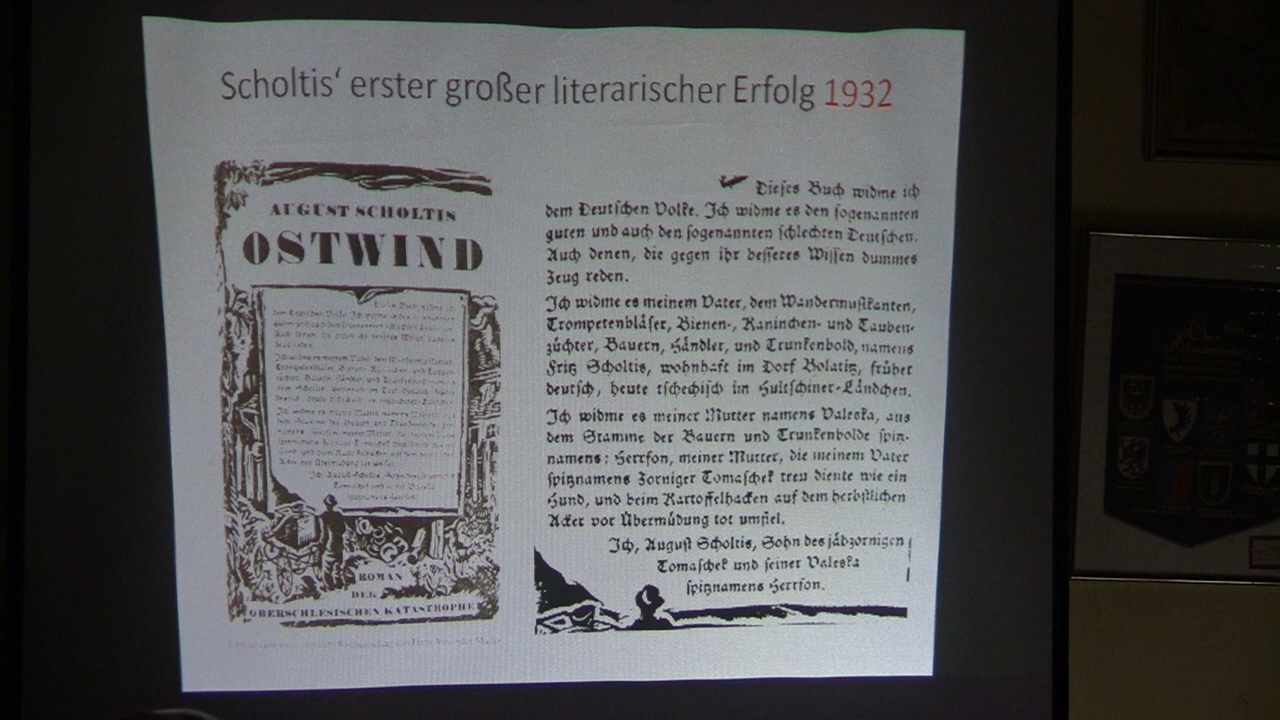 Scholtis‘ erster großer literarischer Erfolg 1932
AUGUST SCHOLTIS
OSTWIND
ROMAN
DER
OBERSCHLESISCHEN KATASTROPHE
Dieses Buch widme ich
dem Deutschen Volke. Ich widme es den sogenannten
guten und auch den sogenannten schlechten Deutschen.
Auch denen, die gegen ihr besseres Wissen dummes
Zeug reden.
Ich widme es meinem Vater, dem Wandermusikanten,
Trompetenbläser, Bienen-, Kaninchen- und Tauben-
züchter, Bauern, Händler, und Trunkenbold, namens
Fritz Scholtis, wohnhaft im Dorf Bolatitz, früher
deutsch, heute tschechisch im Hultschiner-Ländchen.
Ich widme es meiner Mutter namens Valeska, aus
dem Stamme der Bauern und Trunkenbolde spitz-
namens: Herrson, meiner Mutter, die meinem Vater
spitznamens Zorniger Tomaschek treu diente wie ein
Hund, und beim Kartoffelhacken auf dem herbstlichen
Acker vor Übermüdung tot umfiel.
Ich, August Scholtis, Sohn des jähzornigen
Tomaschek und seiner Valeska
spitznamens Herrson.